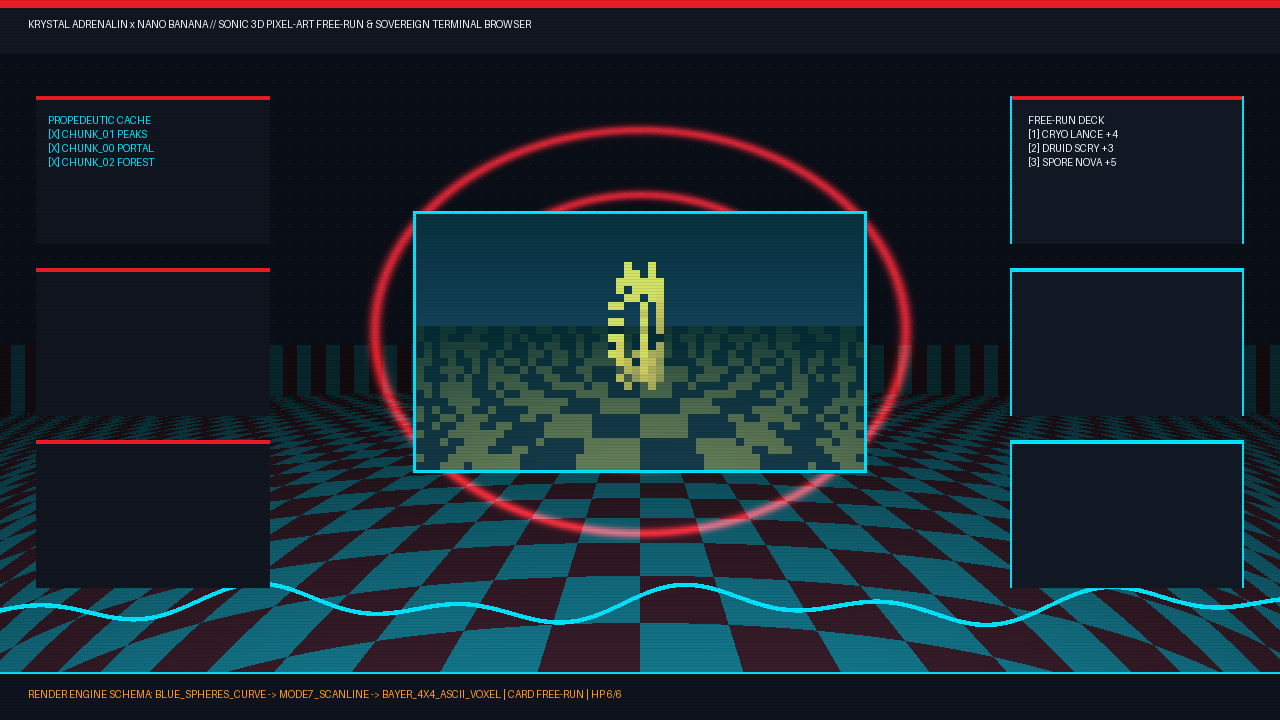 KRYSTAL ADRENALIN x NANO BANANA // SONIC 3D PIXEL-ART FREE-RUN & SOVEREIGN TERMINAL BROWSER
PROPEDEUTIC CACHE
[X] CHUNK_01 PEAKS
[X] CHUNK_00 PORTAL
[X] CHUNK_02 FOREST
FREE-RUN DECK
[1] CRYO LANCE +4
[2] DRUID SCRY +3
[3] SPORE NOVA +5
RENDER ENGINE SCHEMA: BLUE_SPHERES_CURVE -> MODE7_SCANLINE -> BAYER_4X4_ASCII_VOXEL | CARD FREE-RUN | HP 6/6